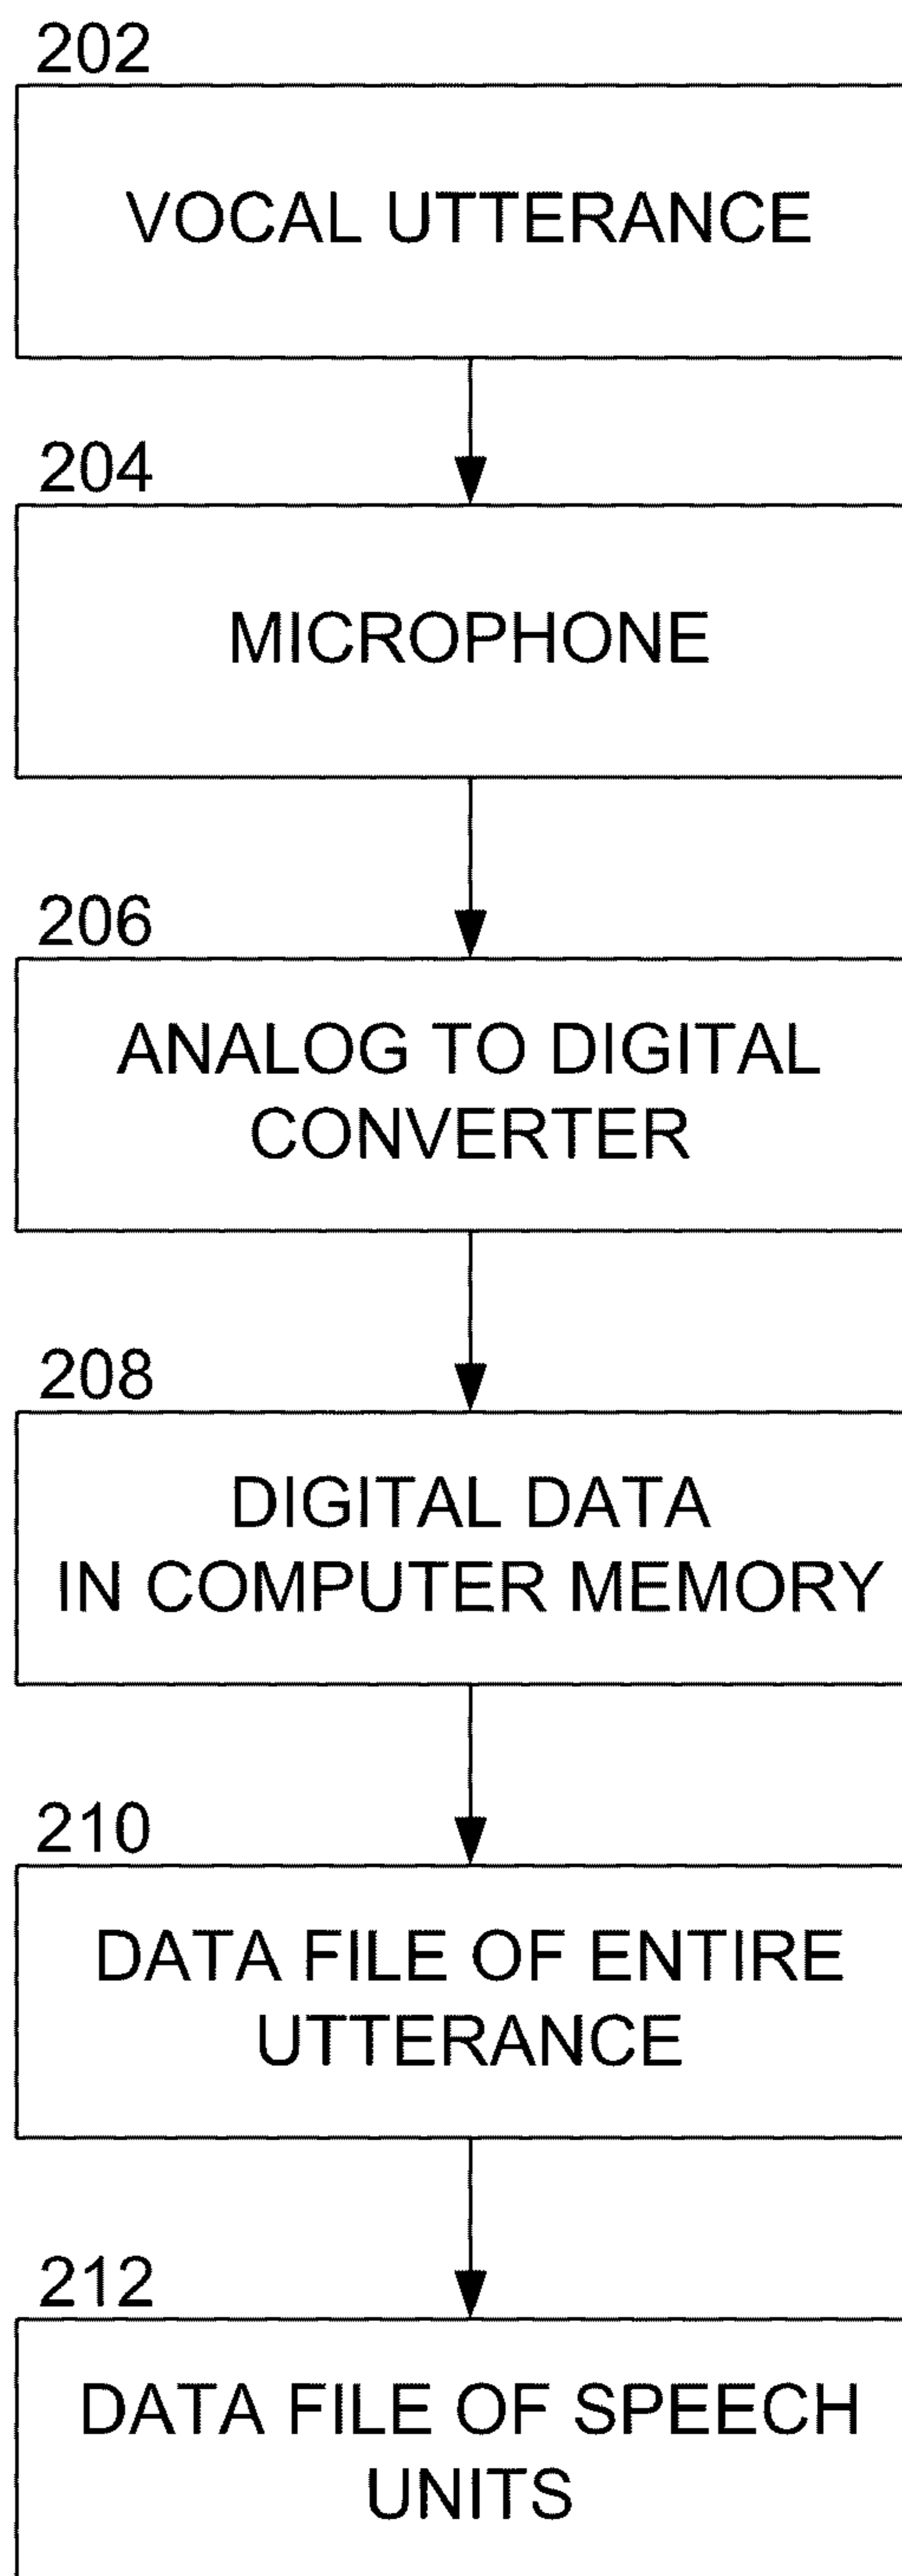 202
VOCAL UTTERANCE
204
MICROPHONE
206
ANALOG TO DIGITAL
CONVERTER
208
DIGITAL DATA
IN COMPUTER MEMORY
210
DATA FILE OF ENTIRE
UTTERANCE
212
DATA FILE OF SPEECH
UNITS